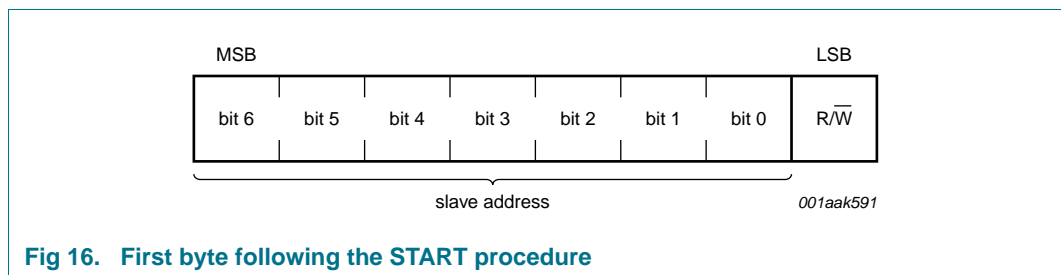 MSB LSB
bit 6 bit 5 bit 4 bit 3 bit 2 bit 1 bit 0 R/W̅
slave address 001aak591
Fig 16. First byte following the START procedure